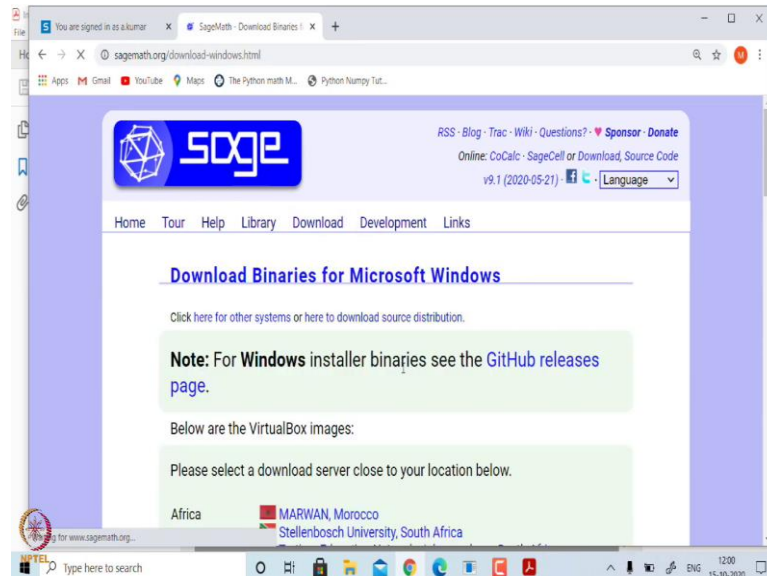 File
You are signed in as a.kumar
SageMath - Download Binaries f
sagemath.org/download-windows.html
Apps
Gmail
YouTube
Maps
The Python math M...
Python Numpy Tut...
M
sage
RSS · Blog · Trac · Wiki · Questions? · Sponsor · Donate
Online: CoCalc · SageCell or Download, Source Code
v9.1 (2020-05-21) · · Language
Home Tour Help Library Download Development Links
Download Binaries for Microsoft Windows
Click here for other systems or here to download source distribution.
Note: For Windows installer binaries see the GitHub releases
page.
Below are the VirtualBox images:
Please select a download server close to your location below.
Africa
MARWAN, Morocco
Stellenbosch University, South Africa
for www.sagemath.org...
NPTEL
Type here to search
ENG
12:00
15-10-2020